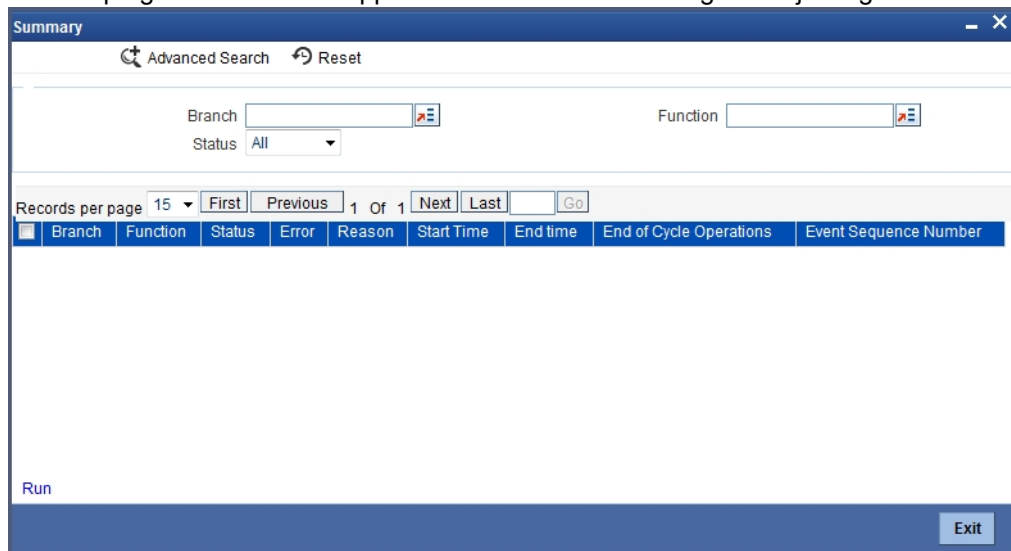 Summary
Advanced Search Reset
Branch Function
Status All
Records per page 15 First Previous 1 Of 1 Next Last Go
Branch Function Status Error Reason Start Time End time End of Cycle Operations Event Sequence Number
Run
Exit